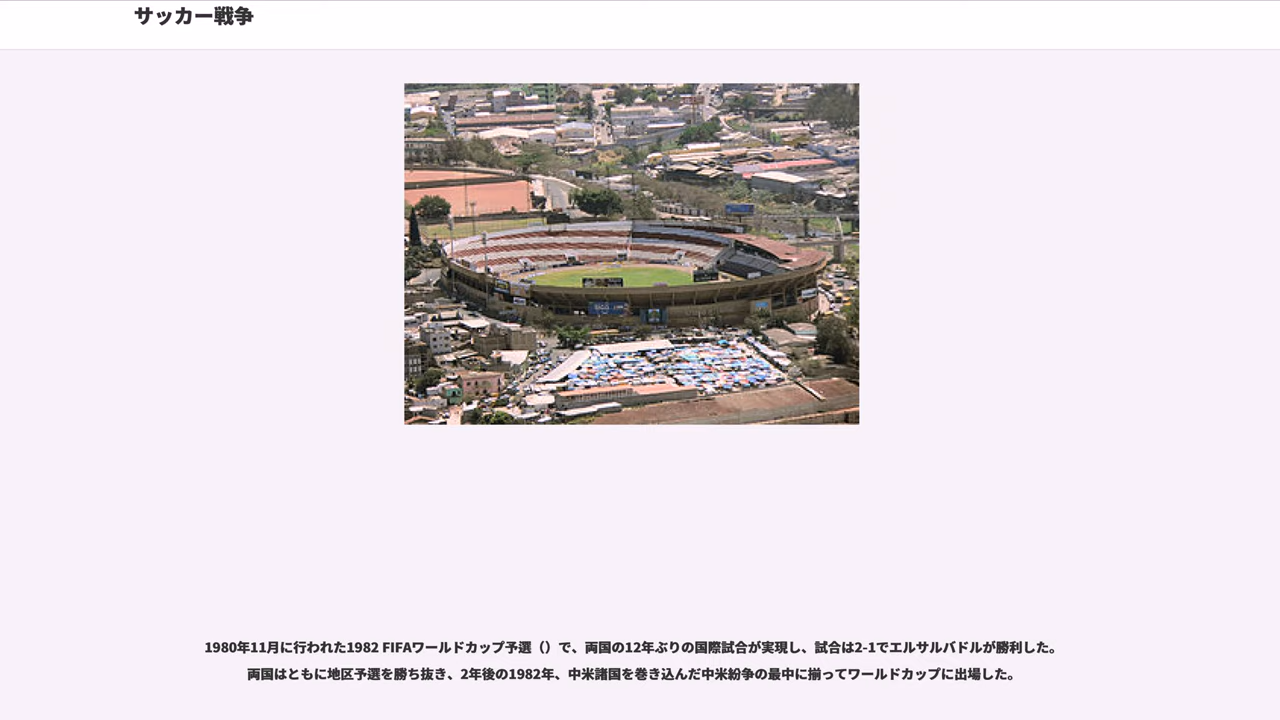 サッカー戦争
1980年11月に行われた1982 FIFAワールドカップ予選（）で、両国の12年ぶりの国際試合が実現し、試合は2-1でエルサルバドルが勝利した。
両国はともに地区予選を勝ち抜き、2年後の1982年、中米諸国を巻き込んだ中米紛争の最中に揃ってワールドカップに出場した。